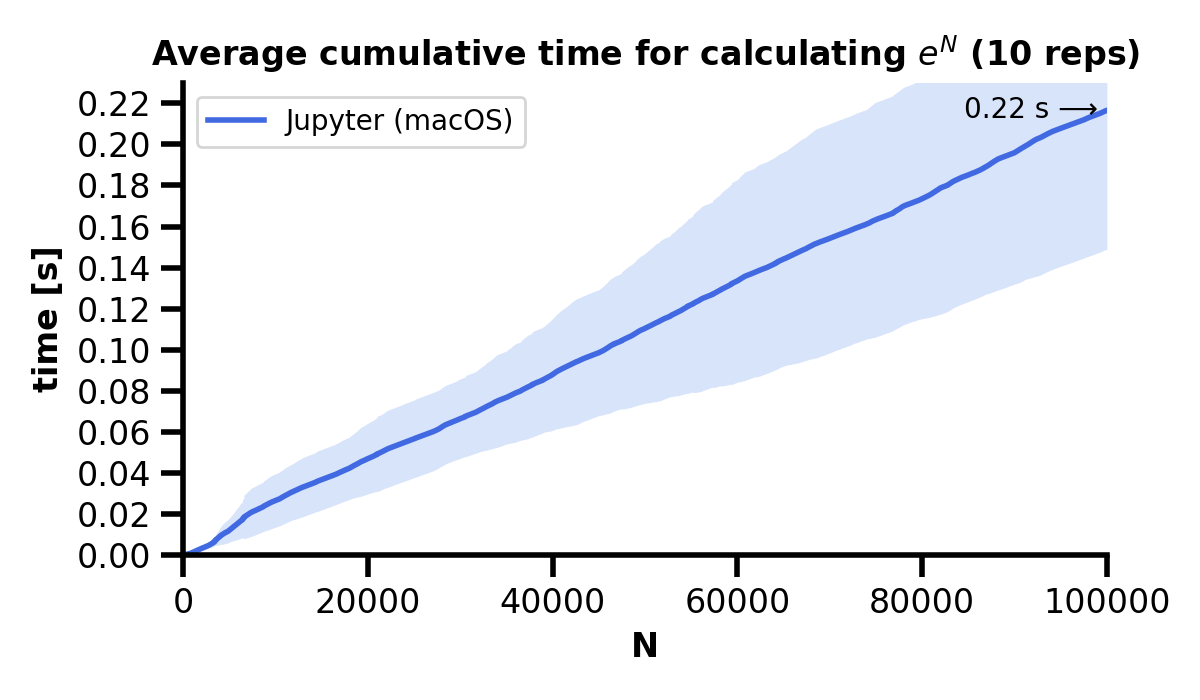 Average cumulative time for calculating $e^N$ (10 reps)
Jupyter (macOS)
0.22 s ⟶
time [s]
0.22
0.20
0.18
0.16
0.14
0.12
0.10
0.08
0.06
0.04
0.02
0.00
0 20000 40000 60000 80000 100000
N